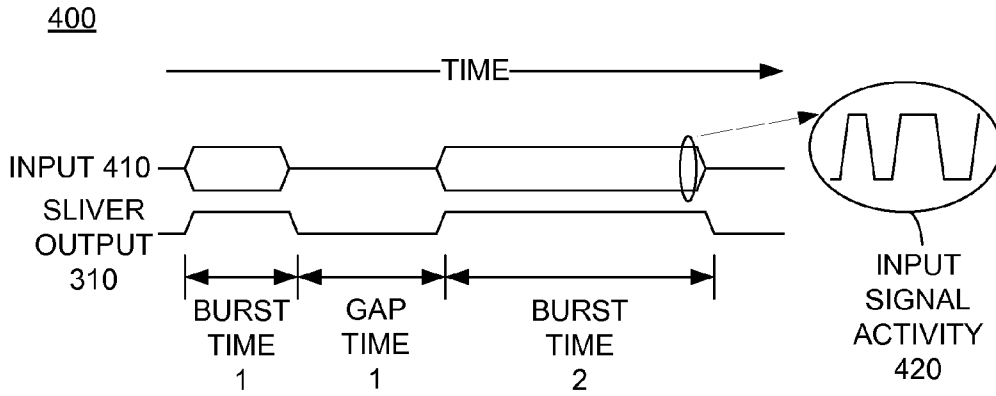 400
TIME
INPUT 410
SLIVER
OUTPUT
310
BURST
TIME
1
GAP
TIME
1
BURST
TIME
2
INPUT
SIGNAL
ACTIVITY
420